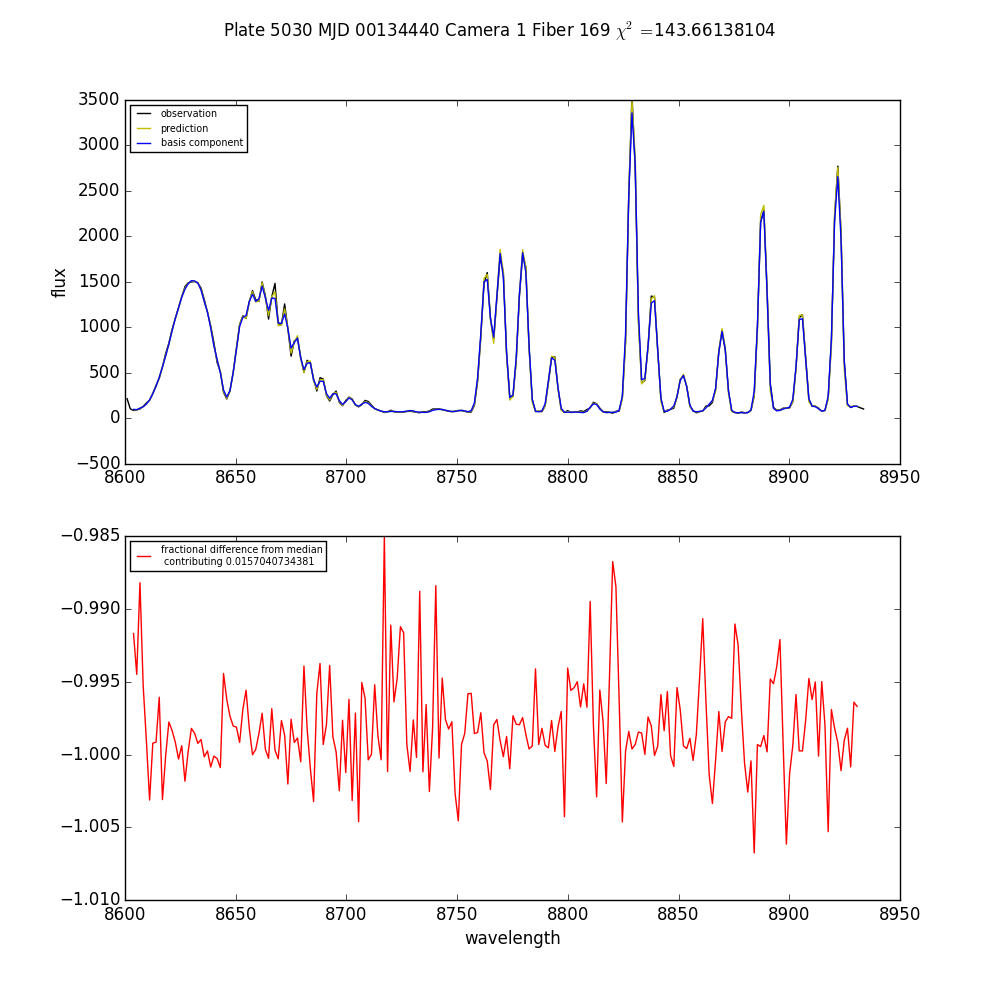 Plate 5030 MJD 00134440 Camera 1 Fiber 169 χ² =143.66138104
3500
3000
2500
2000
1500
1000
500
0
−500
flux
observation
prediction
basis component
8600 8650 8700 8750 8800 8850 8900 8950
−0.985
−0.990
−0.995
−1.000
−1.005
−1.010
fractional difference from median
contributing 0.0157040734381
8600 8650 8700 8750 8800 8850 8900 8950
wavelength